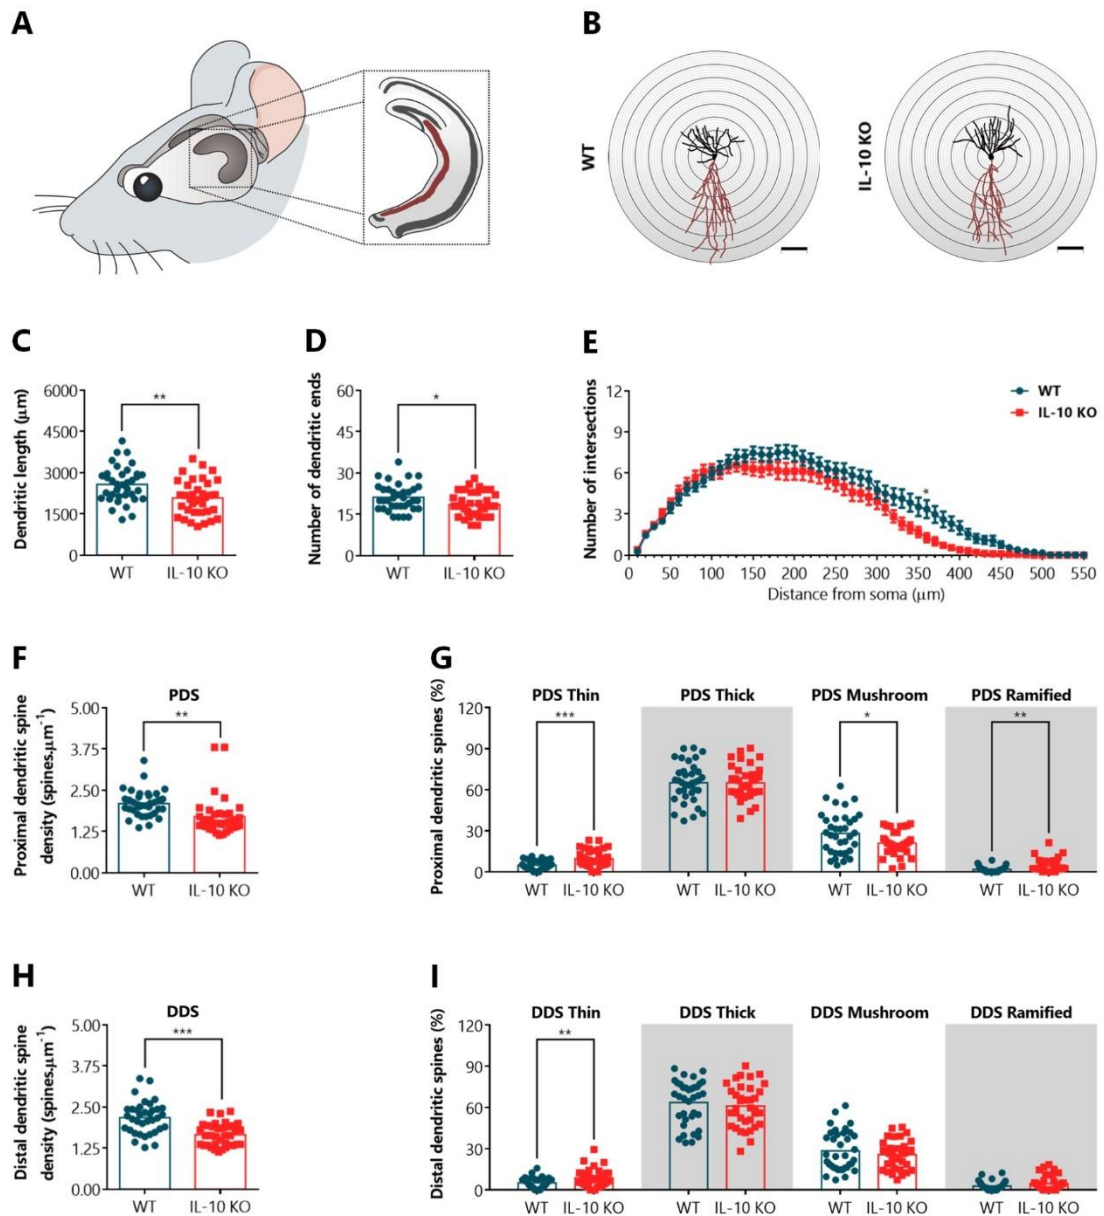 A
B
WT
IL-10 KO
C
Dendritic length (μm)
6000
4500
3000
1500
0
**
WT IL-10 KO
D
Number of dendritic ends
60
45
30
15
0
*
WT IL-10 KO
E
Number of intersections
12
9
6
3
0
WT
IL-10 KO
*
0 50 100 150 200 250 300 350 400 450 500 550
Distance from soma (μm)
F
PDS
Proximal dendritic spine
density (spines.μm⁻¹)
5.00
3.75
2.50
1.25
0.00
**
WT IL-10 KO
G
Proximal dendritic spines (%)
PDS Thin PDS Thick PDS Mushroom PDS Ramified
120
90
60
30
0
*** * **
WT IL-10 KO WT IL-10 KO WT IL-10 KO WT IL-10 KO
H
DDS
Distal dendritic spine
density (spines.μm⁻¹)
5.00
3.75
2.50
1.25
0.00
***
WT IL-10 KO
I
Distal dendritic spines (%)
DDS Thin DDS Thick DDS Mushroom DDS Ramified
120
90
60
30
0
**
WT IL-10 KO WT IL-10 KO WT IL-10 KO WT IL-10 KO